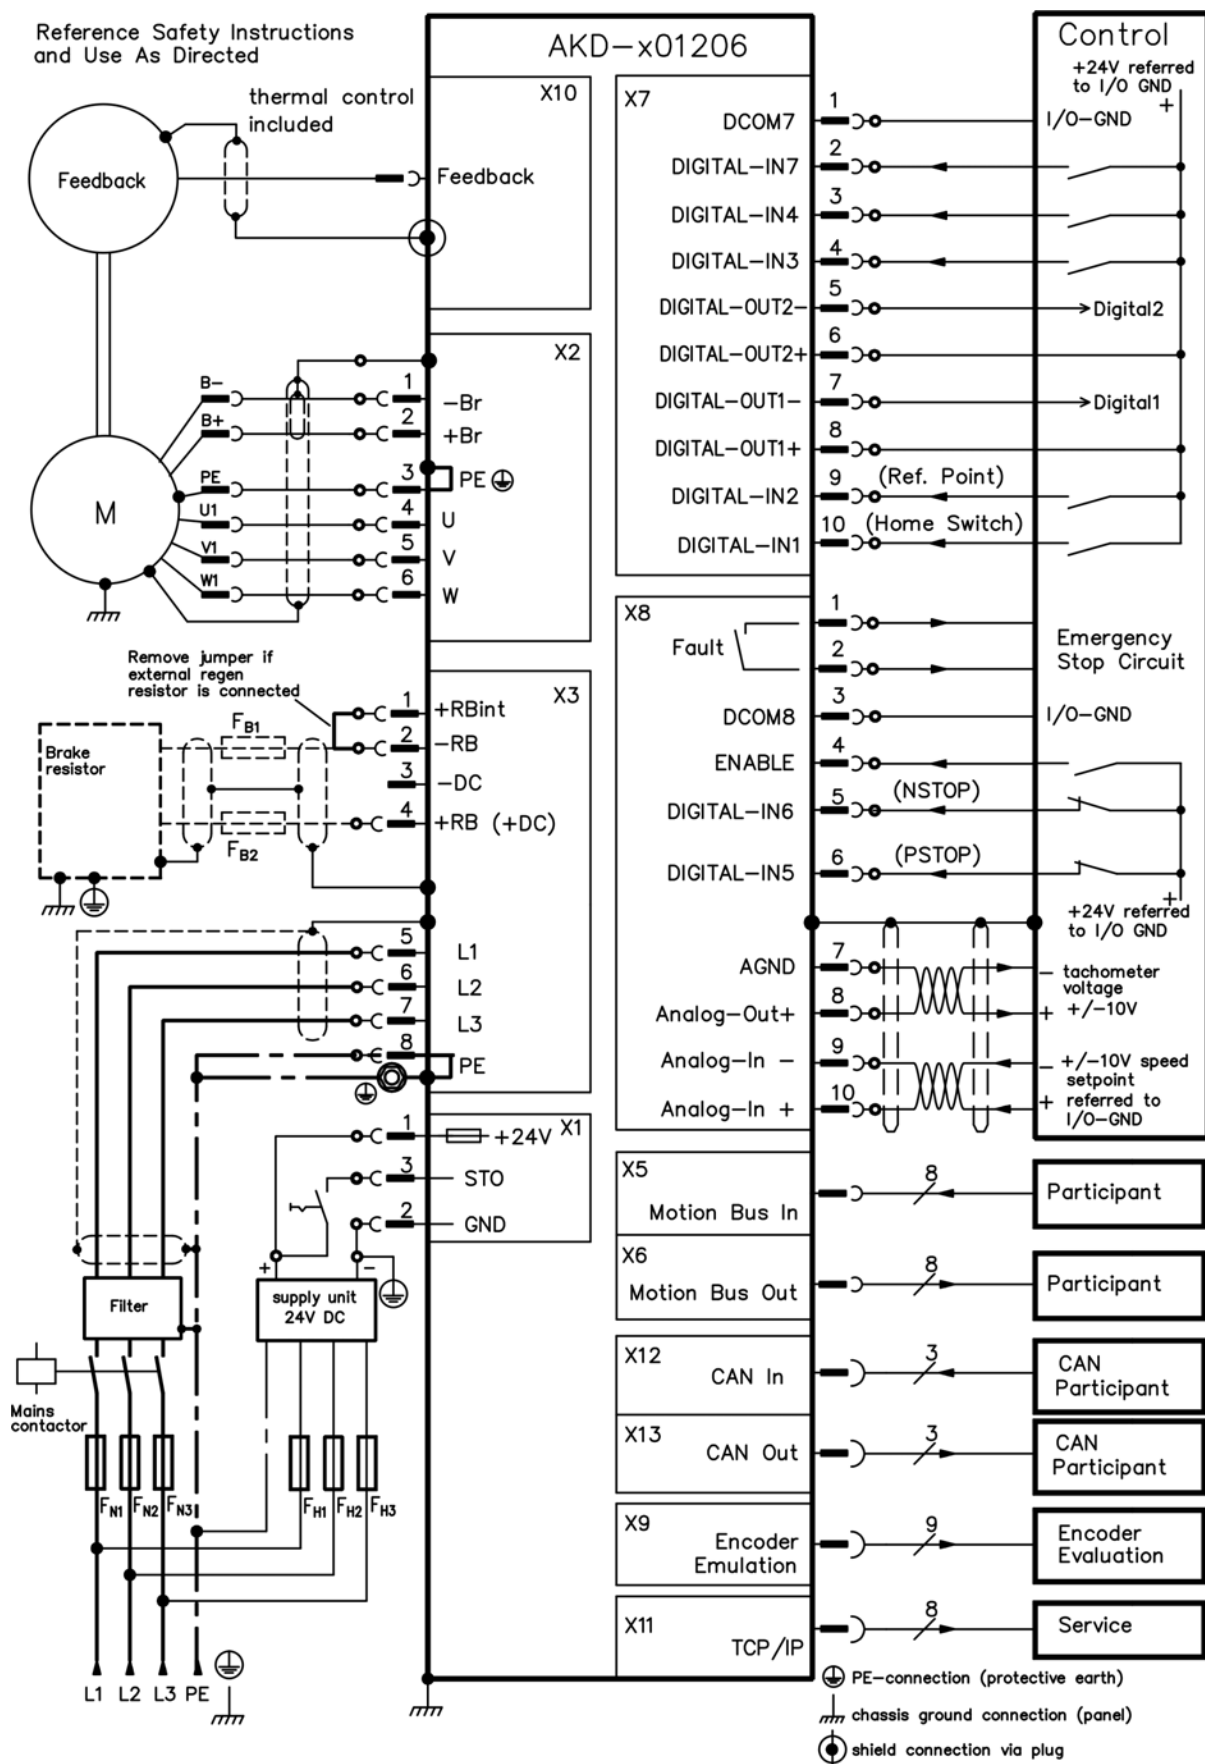 Reference Safety Instructions
and Use As Directed
AKD-x01206
Control
+24V referred
to I/O GND
+
thermal control
included
X10
Feedback
Feedback
X7
DCOM7
1
I/O-GND
DIGITAL-IN7
2
DIGITAL-IN4
3
DIGITAL-IN3
4
DIGITAL-OUT2-
5
Digital2
DIGITAL-OUT2+
6
DIGITAL-OUT1-
7
Digital1
DIGITAL-OUT1+
8
DIGITAL-IN2
9
(Ref. Point)
DIGITAL-IN1
10
(Home Switch)
X2
B-
1
-Br
B+
2
+Br
PE
3
PE
M
U1
4
U
V1
5
V
W1
6
W
X8
Fault
1
2
Emergency
Stop Circuit
DCOM8
3
I/O-GND
ENABLE
4
DIGITAL-IN6
5
(NSTOP)
DIGITAL-IN5
6
(PSTOP)
+
+24V referred
to I/O GND
AGND
7
-
tachometer
voltage
Analog-Out+
8
+
+/-10V
Analog-In -
9
-
+/-10V speed
setpoint
Analog-In +
10
+
referred to
I/O-GND
Remove jumper if
external regen
resistor is connected
X3
1
+RBint
FB1
2
-RB
Brake
resistor
3
-DC
4
+RB (+DC)
FB2
5
L1
6
L2
7
L3
8
PE
X1
1
+24V
3
STO
2
GND
+
-
supply unit
24V DC
Filter
Mains
contactor
FN1
FN2
FN3
FH1
FH2
FH3
L1
L2
L3
PE
X5
Motion Bus In
8
Participant
X6
Motion Bus Out
8
Participant
X12
CAN In
3
CAN
Participant
X13
CAN Out
3
CAN
Participant
X9
Encoder
Emulation
9
Encoder
Evaluation
X11
TCP/IP
8
Service
PE-connection (protective earth)
chassis ground connection (panel)
shield connection via plug